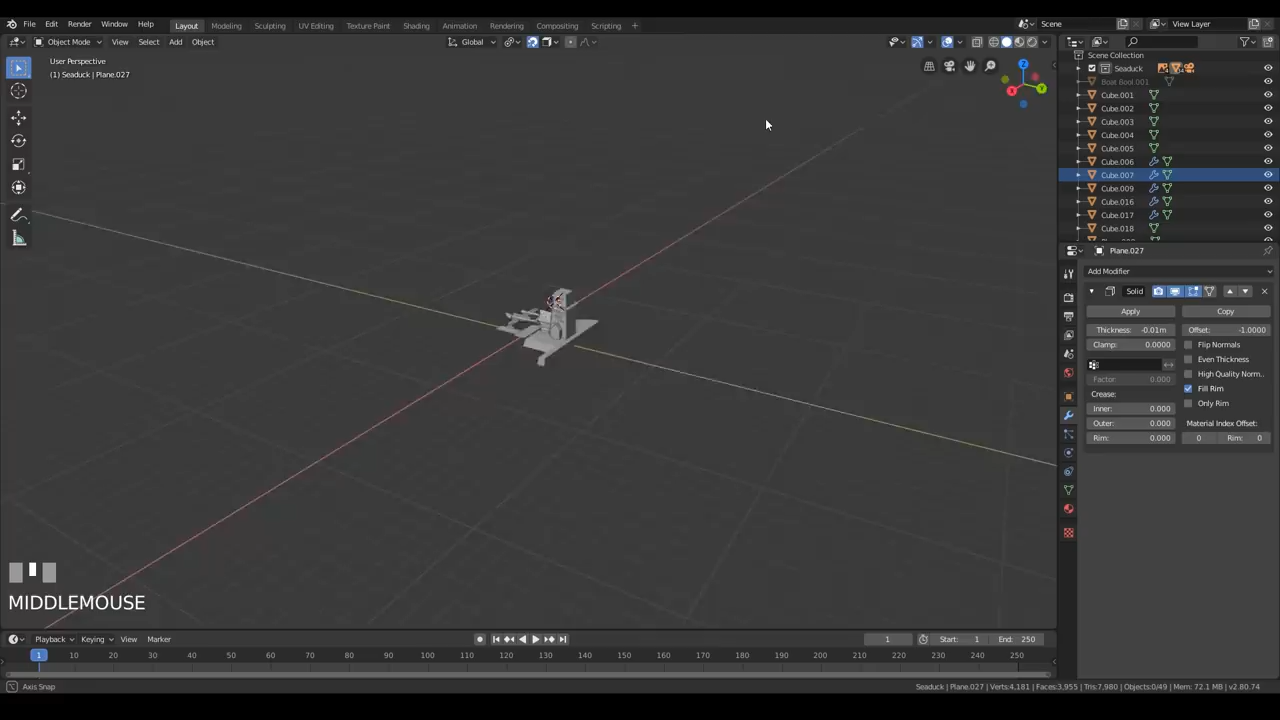 File Edit Render Window Help Layout Modeling Sculpting UV Editing Texture Paint Shading Animation Rendering Compositing Scripting + Scene View Layer
Object Mode View Select Add Object Global
User Perspective
(1) Seaduck | Plane.027
Z
X
Y
Scene Collection
Seaduck
Boat Bool.001
Cube.001
Cube.002
Cube.003
Cube.004
Cube.005
Cube.006
Cube.007
Cube.009
Cube.016
Cube.017
Cube.018
Plane.027
Add Modifier
Solid
Apply Copy
Thickness: -0.01m Offset: -1.0000
Clamp: 0.0000 Flip Normals
Even Thickness
High Quality Norm..
Factor: 0.000 Fill Rim
Crease: Only Rim
Inner: 0.000
Outer: 0.000 Material Index Offset:
Rim: 0.000 0 Rim: 0
MIDDLEMOUSE
Playback Keying View Marker 1 Start: 1 End: 250
1 10 20 30 40 50 60 70 80 90 100 110 120 130 140 150 160 170 180 190 200 210 220 230 240 250
Axis Snap Seaduck | Plane.027 | Verts:4,181 | Faces:3,955 | Tris:7,980 | Objects:0/49 | Mem: 72.1 MB | v2.80.74